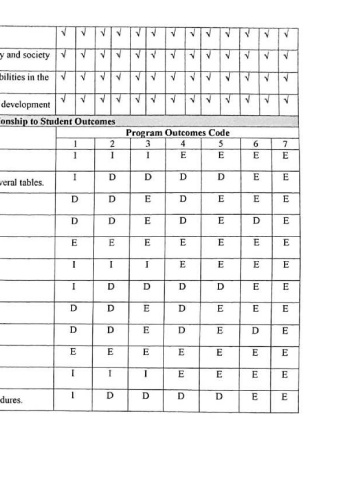 √ √ √ √ √ √ √ √ √ √ √ √ √
y and society √ √ √ √ √ √ √ √ √ √ √ √ √
bilities in the √ √ √ √ √ √ √ √ √ √ √ √ √
development √ √ √ √ √ √ √ √ √ √ √ √ √
onship to Student Outcomes
Program Outcomes Code
1 2 3 4 5 6 7
I I I E E E E
veral tables. I D D D D E E
D D E D E E E
D D E D E D E
E E E E E E E
I I I E E E E
I D D D D E E
D D E D E E E
D D E D E D E
E E E E E E E
I I I E E E E
dures. I D D D D E E